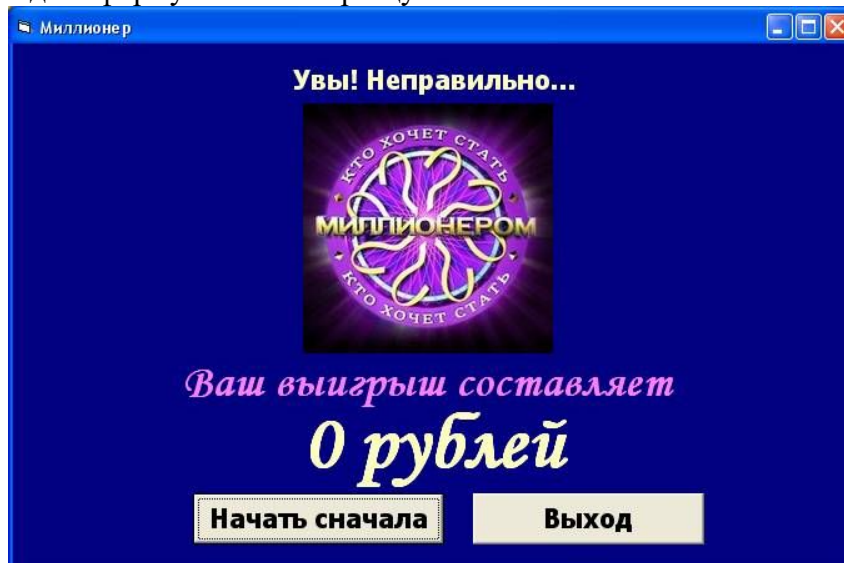 Миллионер
Увы! Неправильно...
КТО ХОЧЕТ СТАТЬ
МИЛЛИОНЕРОМ
КТО ХОЧЕТ СТАТЬ
Ваш выигрыш составляет
0 рублей
Начать сначала Выход